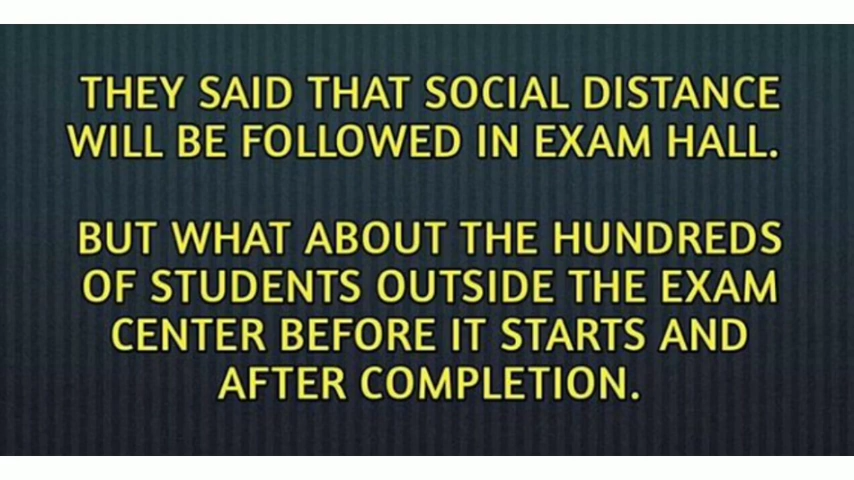 THEY SAID THAT SOCIAL DISTANCE
WILL BE FOLLOWED IN EXAM HALL.
BUT WHAT ABOUT THE HUNDREDS
OF STUDENTS OUTSIDE THE EXAM
CENTER BEFORE IT STARTS AND
AFTER COMPLETION.